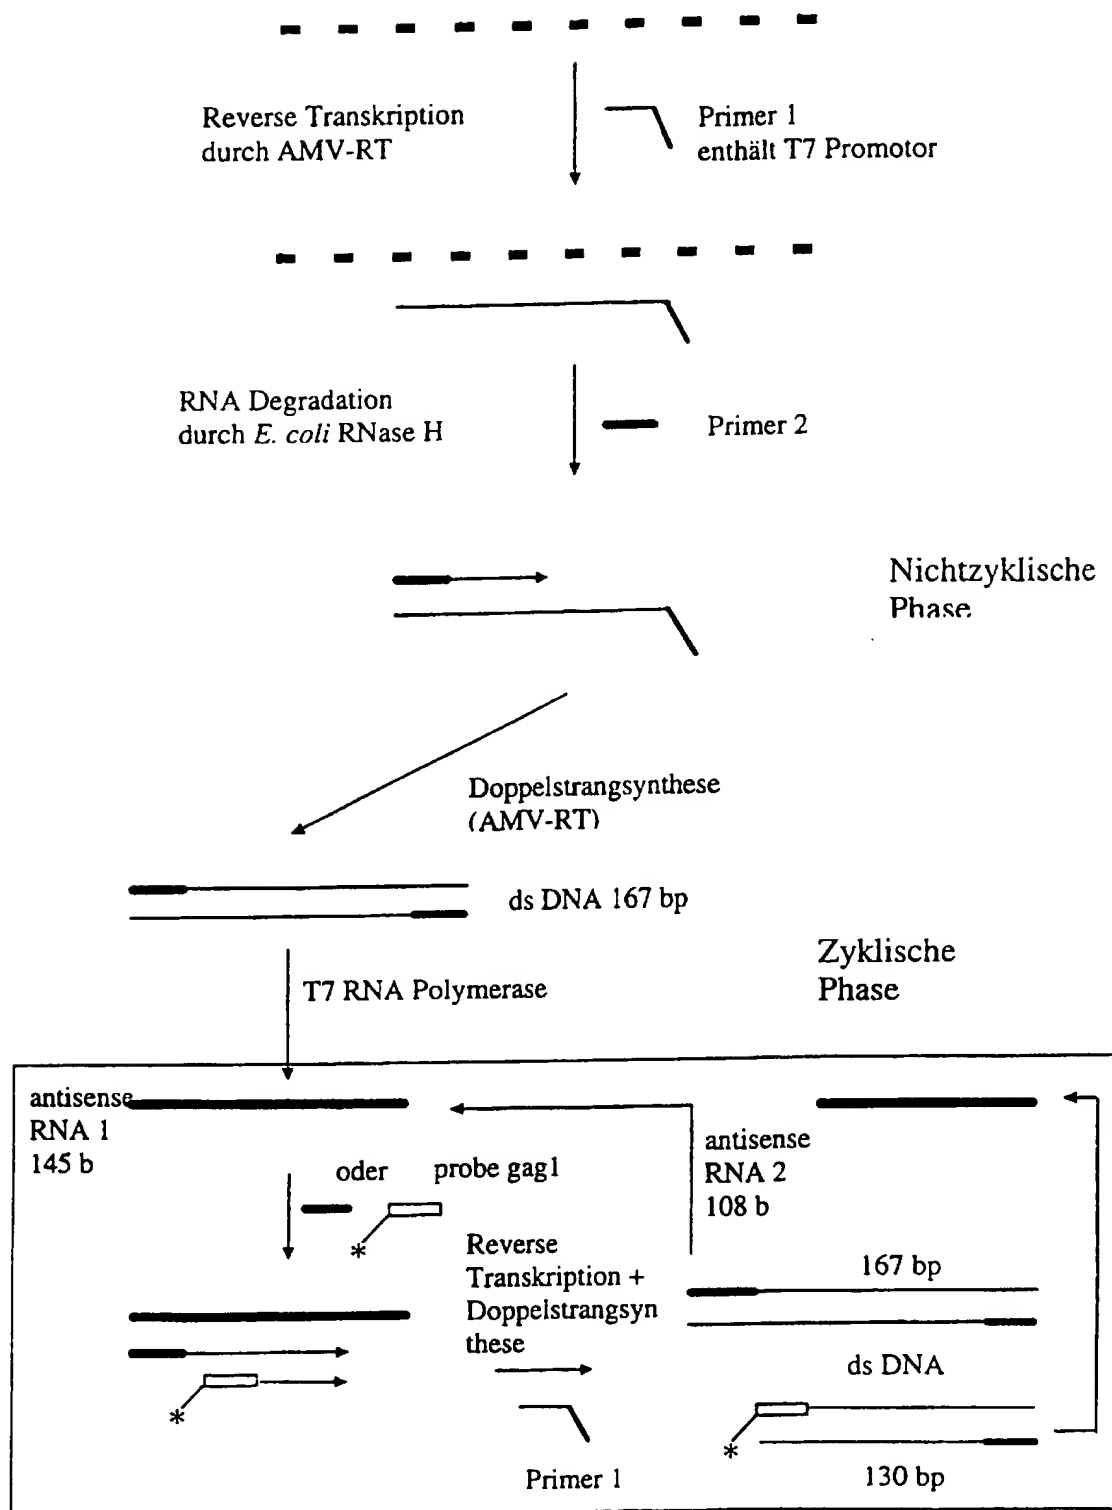 Reverse Transkription
durch AMV-RT
Primer 1
enthält T7 Promotor
RNA Degradation
durch E. coli RNase H
Primer 2
Nichtzyklische
Phase
Doppelstrangsynthese
(AMV-RT)
ds DNA 167 bp
Zyklische
Phase
T7 RNA Polymerase
antisense
RNA 1
145 b
oder probe gag1
*
antisense
RNA 2
108 b
Reverse
Transkription +
Doppelstrangsyn
these
167 bp
ds DNA
*
*
Primer 1
130 bp